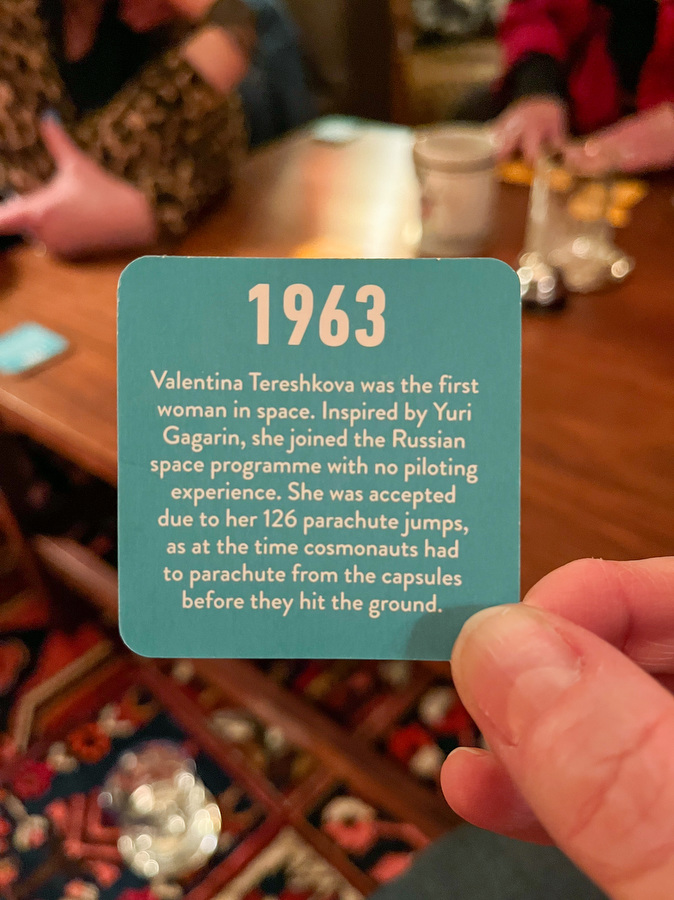 1963
Valentina Tereshkova was the first
woman in space. Inspired by Yuri
Gagarin, she joined the Russian
space programme with no piloting
experience. She was accepted
due to her 126 parachute jumps,
as at the time cosmonauts had
to parachute from the capsules
before they hit the ground.